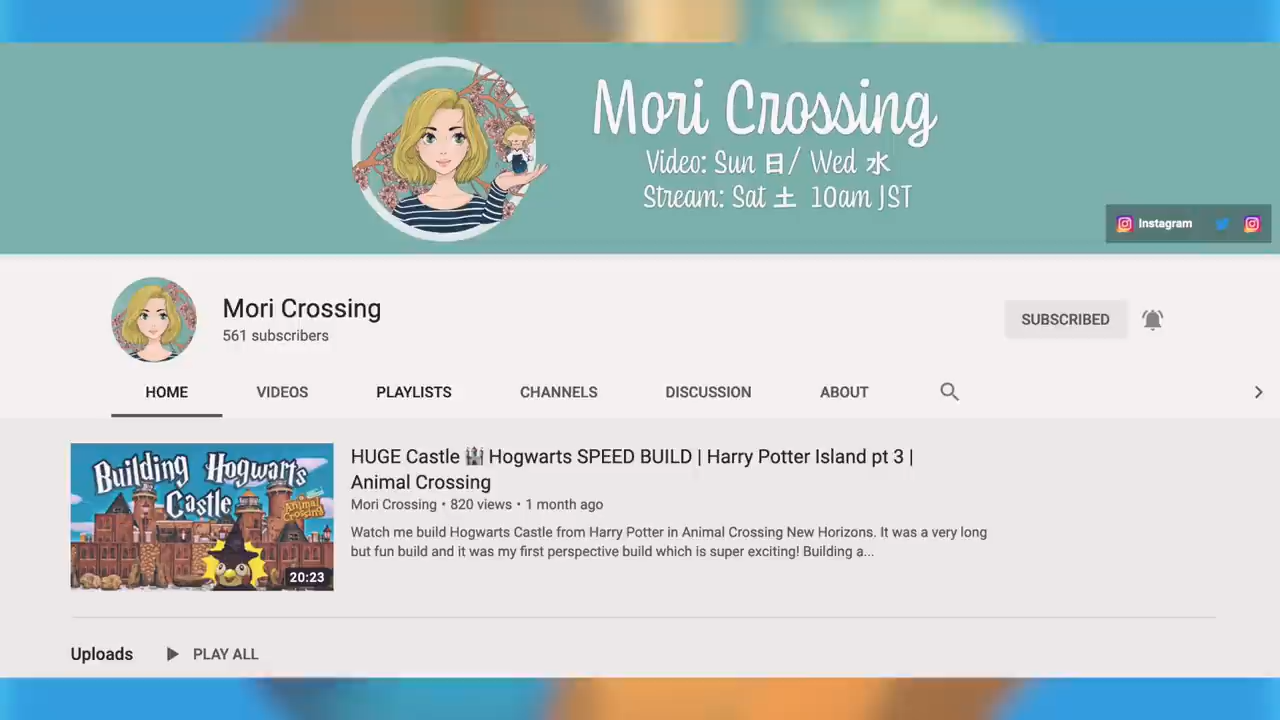 Mori Crossing
Video: Sun 日/ Wed 水
Stream: Sat 土 10am JST
Instagram
Mori Crossing
561 subscribers
SUBSCRIBED
HOME VIDEOS PLAYLISTS CHANNELS DISCUSSION ABOUT
Building Hogwarts
Castle
Animal Crossing
20:23
HUGE Castle 🏰 Hogwarts SPEED BUILD | Harry Potter Island pt 3 |
Animal Crossing
Mori Crossing • 820 views • 1 month ago
Watch me build Hogwarts Castle from Harry Potter in Animal Crossing New Horizons. It was a very long
but fun build and it was my first perspective build which is super exciting! Building a...
Uploads PLAY ALL